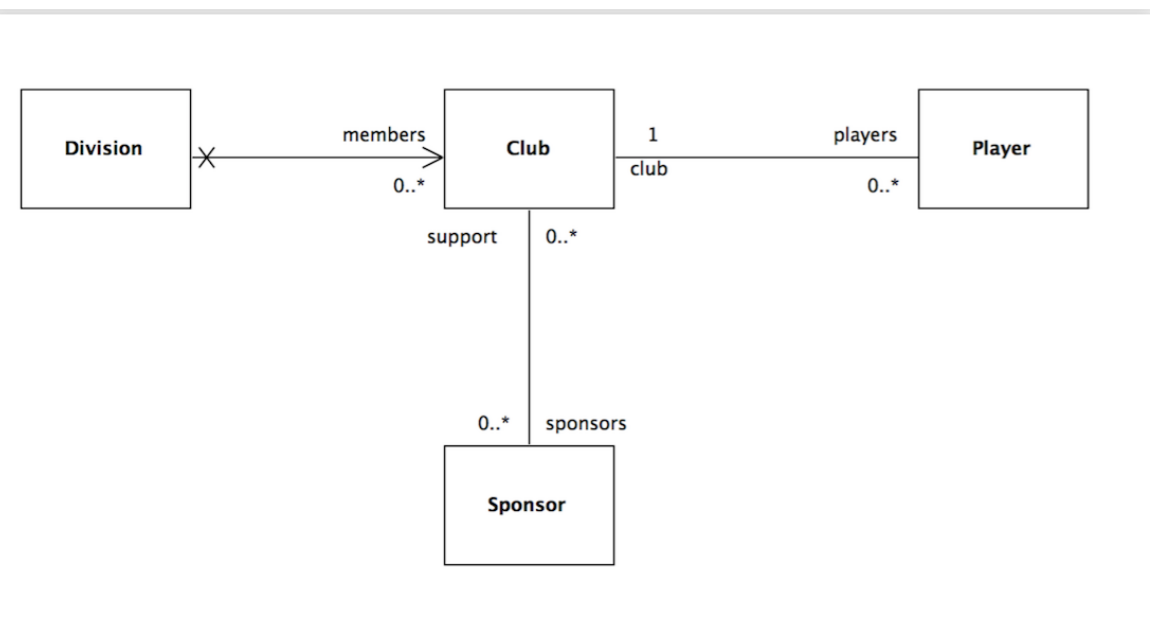 members
1
players
Division
Club
Player
club
0..*
0..*
support
0..*
0..*
sponsors
Sponsor